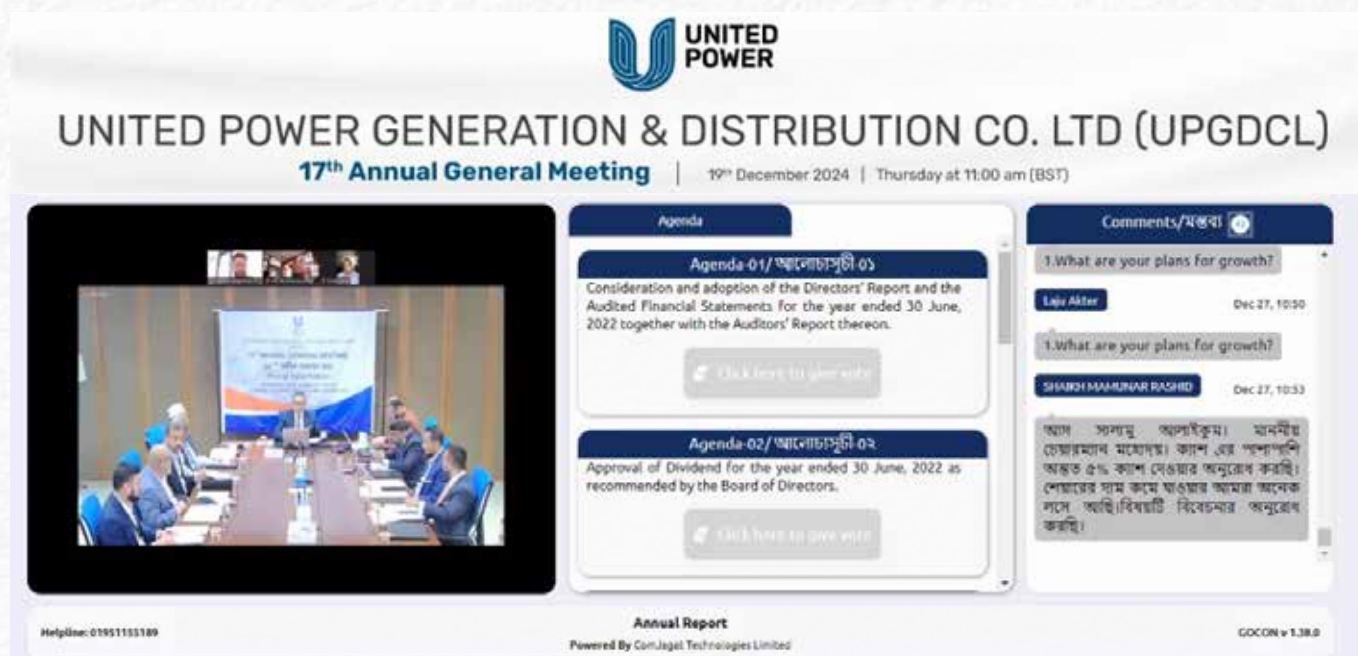 UNITED
POWER
UNITED POWER GENERATION & DISTRIBUTION CO. LTD (UPGDCL)
17th Annual General Meeting | 19th December 2024 | Thursday at 11:00 am (BST)
Agenda
Agenda-01/ আলোচ্যসূচী-০১
Consideration and adoption of the Directors' Report and the
Audited Financial Statements for the year ended 30 June,
2022 together with the Auditors' Report thereon.
Click here to give vote
Agenda-02/ আলোচ্যসূচী-০২
Approval of Dividend for the year ended 30 June, 2022 as
recommended by the Board of Directors.
Click here to give vote
Comments/মন্তব্য
1.What are your plans for growth?
Laju Akter Dec 27, 10:50
1.What are your plans for growth?
SHAIKH MAMUNAR RASHID Dec 27, 10:53
আস সালামু আলাইকুম। মাননীয়
চেয়ারম্যান মহোদয়। ক্যাশ এর পাশাপাশি
অন্তত ৫% ক্যাশ দেওয়ার অনুরোধ করছি।
শেয়ারের দাম কমে যাওয়ার আমরা অনেক
লসে আছি।বিষয়টি বিবেচনার অনুরোধ
করছি।
Helpline: 01951155189
Annual Report
Powered By ComJagat Technologies Limited
GOCON v 1.38.0